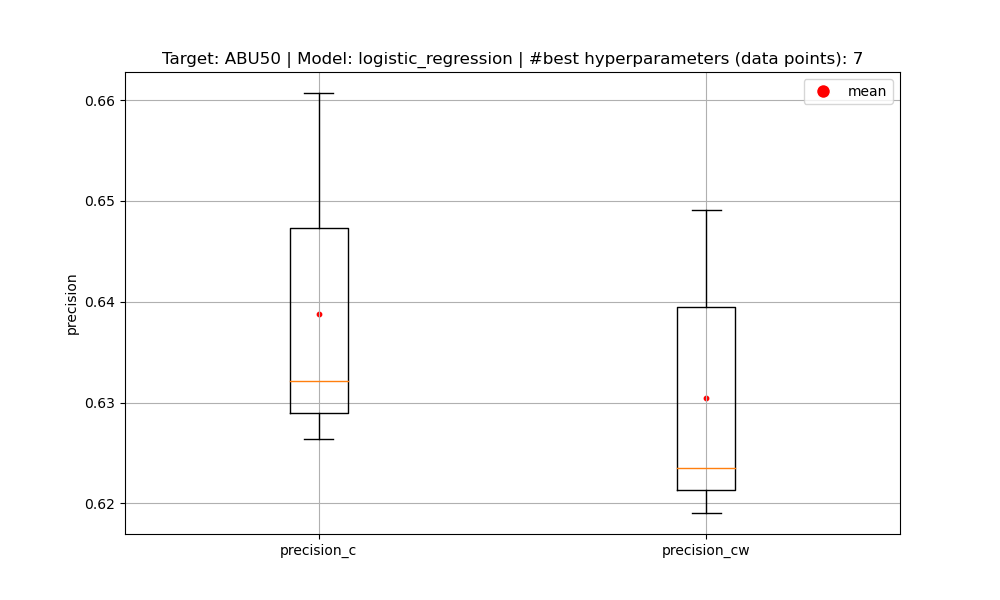 Target: ABU50 | Model: logistic_regression | #best hyperparameters (data points): 7
mean
0.66
0.65
0.64
0.63
0.62
precision
precision_c
precision_cw